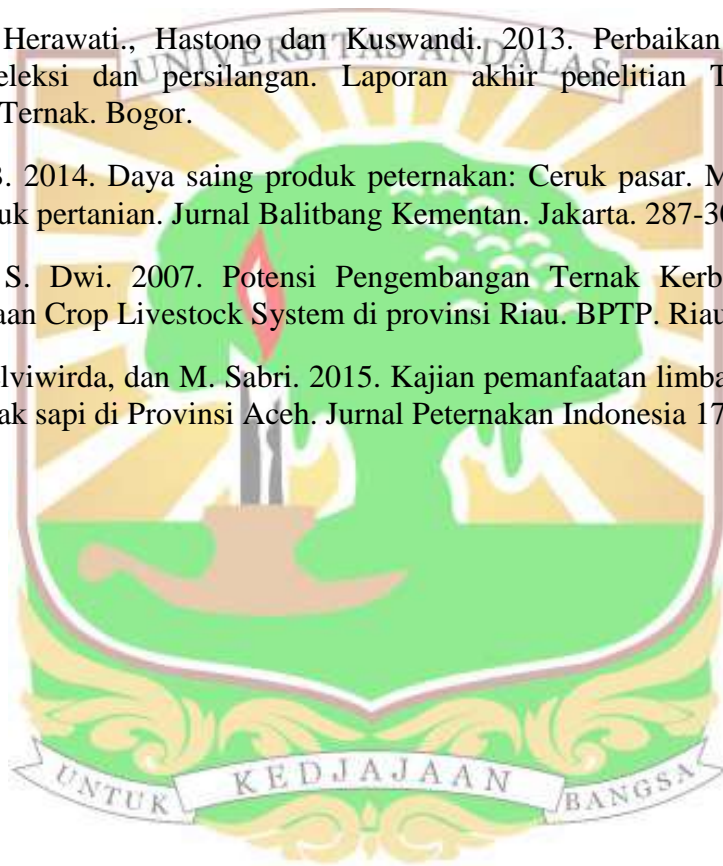 Herawati., Hastono dan Kuswandi. 2013. Perbaikan
eleksi dan persilangan. Laporan akhir penelitian T
Ternak. Bogor.
UNIVERSITAS ANDALAS
3. 2014. Daya saing produk peternakan: Ceruk pasar. M
uk pertanian. Jurnal Balitbang Kementan. Jakarta. 287-30
S. Dwi. 2007. Potensi Pengembangan Ternak Kerb
aan Crop Livestock System di provinsi Riau. BPTP. Riau
lviwirda, dan M. Sabri. 2015. Kajian pemanfaatan limba
ak sapi di Provinsi Aceh. Jurnal Peternakan Indonesia 17
UNTUK KEDJAJAAN BANGSA